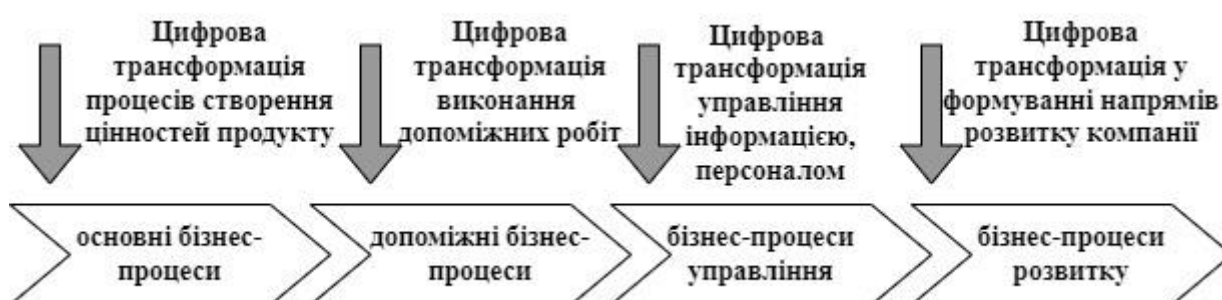 Цифрова
трансформація
процесів створення
цінностей продукту
Цифрова
трансформація
виконання
допоміжних робіт
Цифрова
трансформація
управління
інформацією,
персоналом
Цифрова
трансформація у
формуванні напрямів
розвитку компанії
основні бізнес-
процеси
допоміжні бізнес-
процеси
бізнес-процеси
управління
бізнес-процеси
розвитку